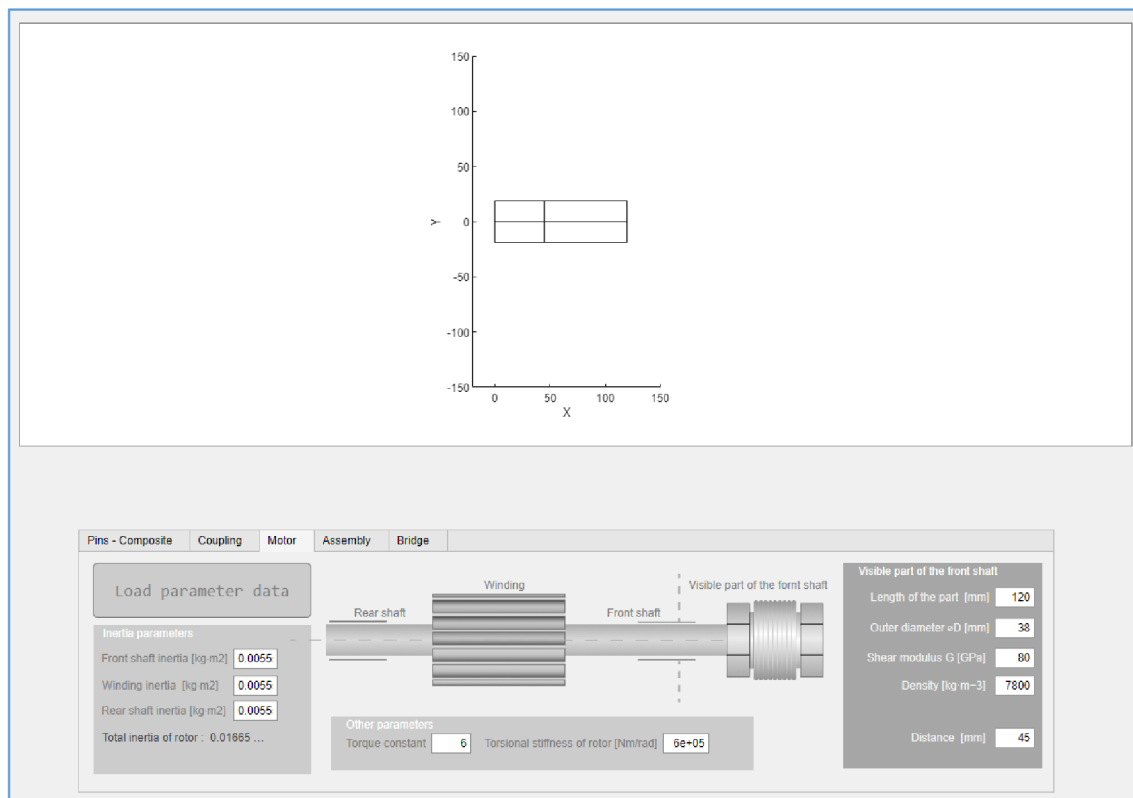 150
100
50
Y
0
-50
-100
-150
0 50 100 150
X
Pins - Composite Coupling Motor Assembly Bridge
Load parameter data
Inertia parameters
Front shaft inertia [kg·m2] 0.0055
Winding inertia [kg·m2] 0.0055
Rear shaft inertia [kg·m2] 0.0055
Total inertia of rotor : 0.01665 ...
Winding
Visible part of the fornt shaft
Rear shaft
Front shaft
Other parameters
Torque constant 6 Torsional stiffness of rotor [Nm/rad] 6e+05
Visible part of the front shaft
Length of the part [mm] 120
Outer diameter øD [mm] 38
Shear modulus G [GPa] 80
Density [kg·m−3] 7800
Distance [mm] 45